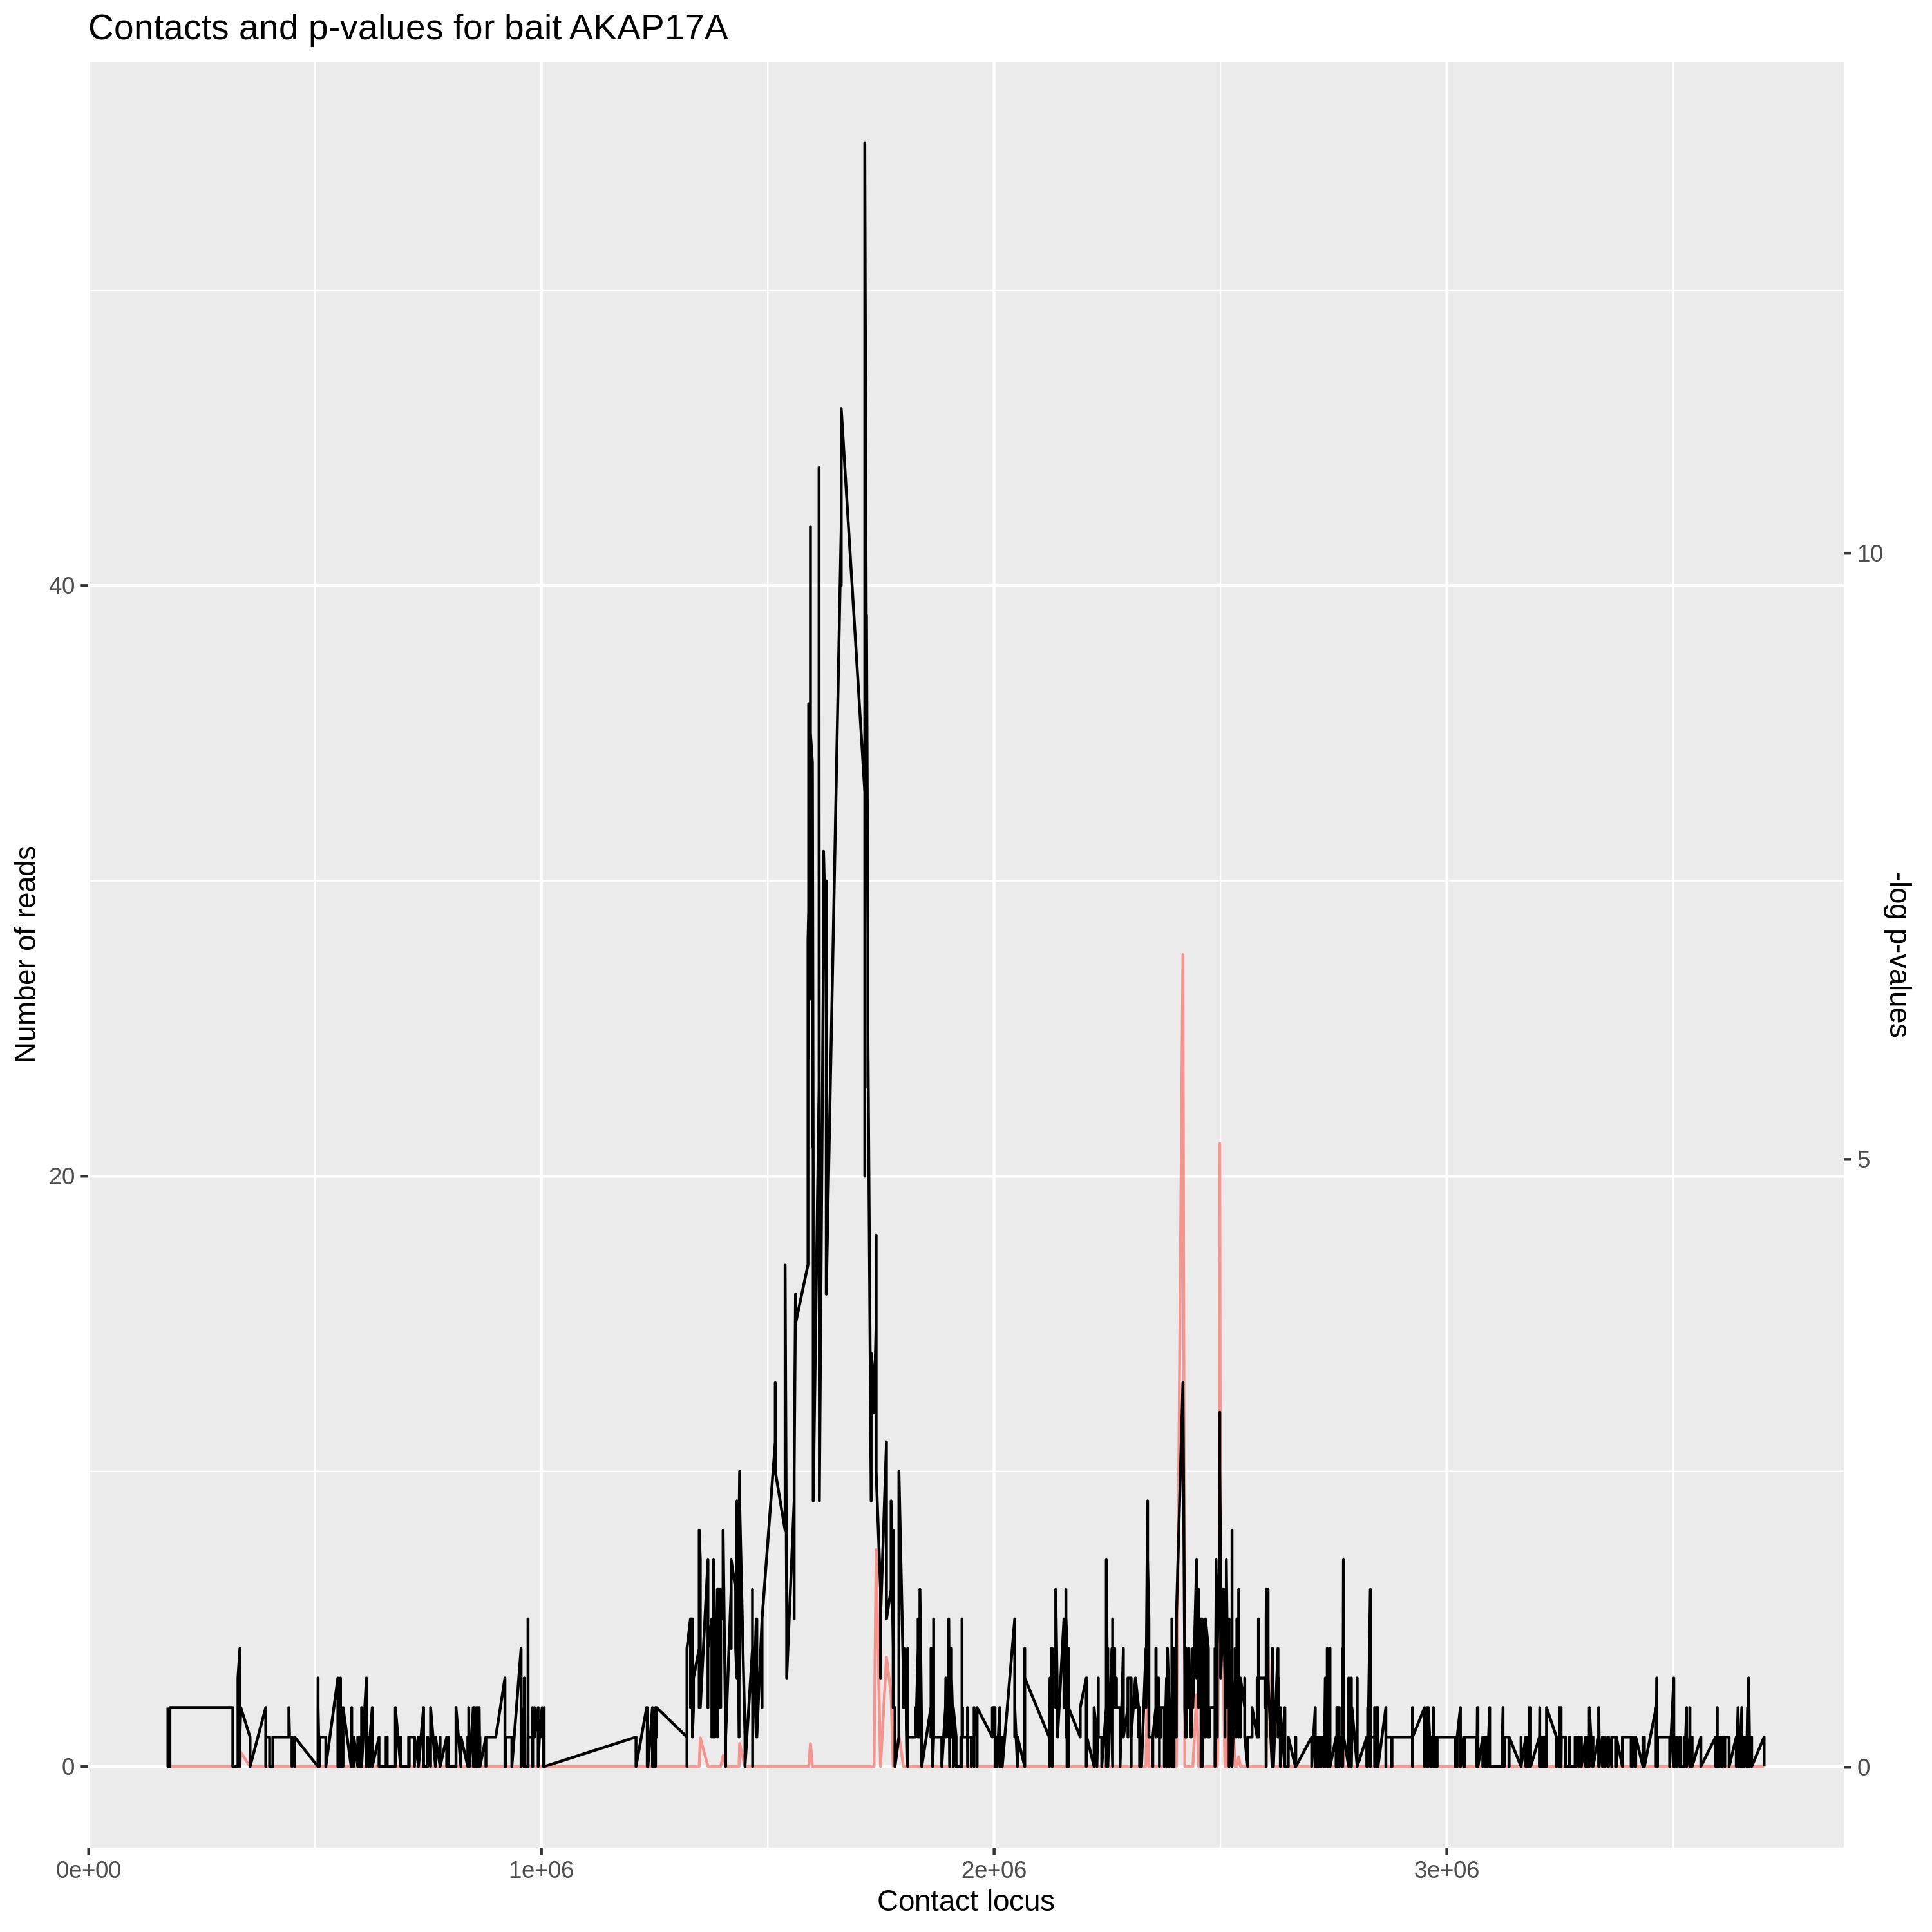 Contacts and p-values for bait AKAP17A
Number of reads
40
20
0
10
5
0
-log p-values
0e+00
1e+06
2e+06
3e+06
Contact locus